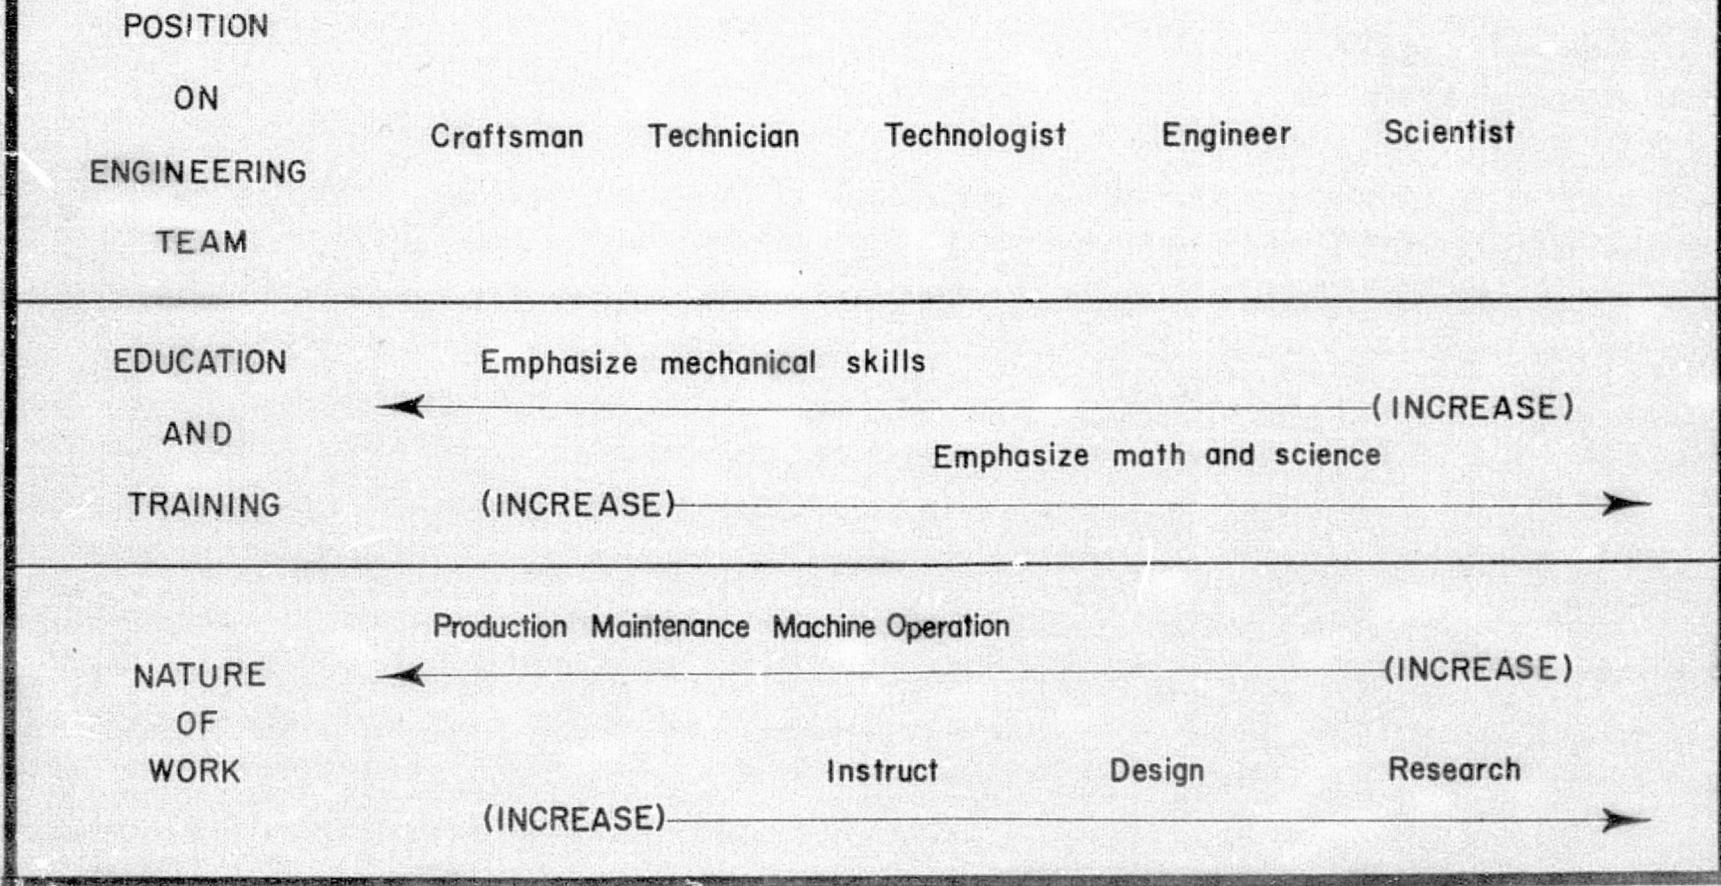 POSITION
ON
ENGINEERING
TEAM
Craftsman Technician Technologist Engineer Scientist
EDUCATION
AND
TRAINING
Emphasize mechanical skills
(INCREASE)
Emphasize math and science
(INCREASE)
NATURE
OF
WORK
Production Maintenance Machine Operation
(INCREASE)
Instruct Design Research
(INCREASE)